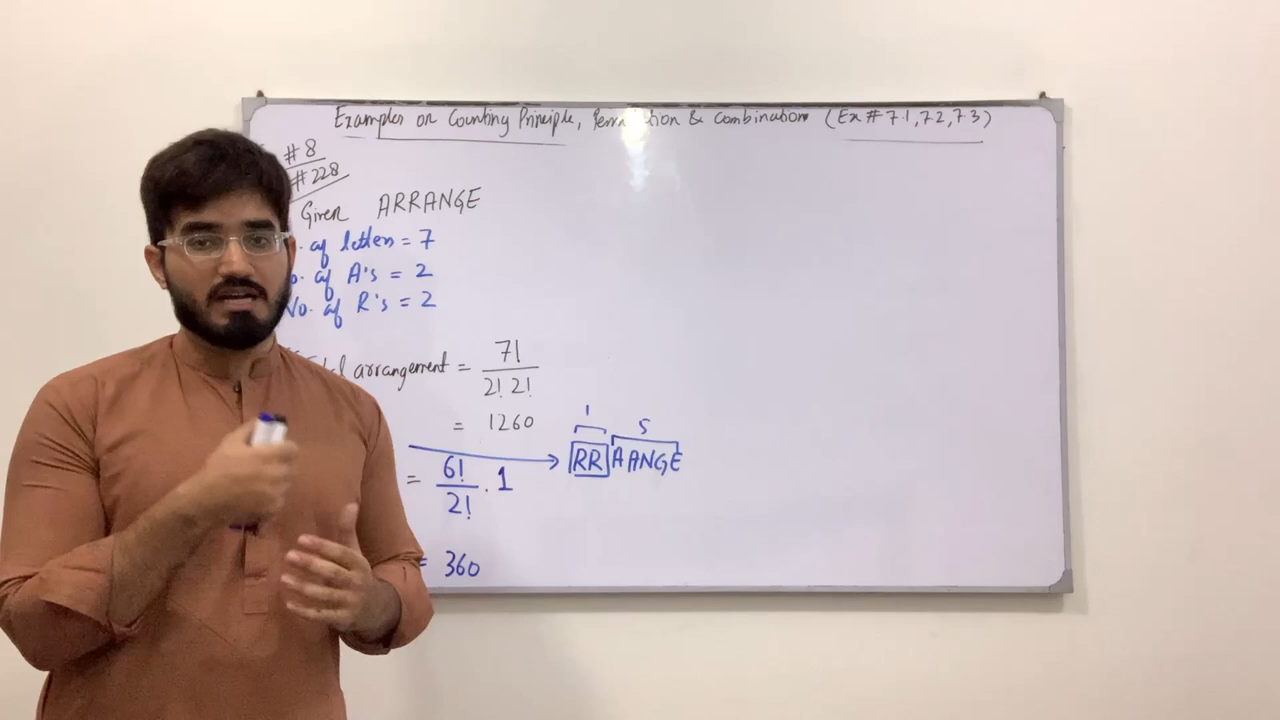 Examples on Counting Principle, Permutation & Combination (Ex # 7.1, 7.2, 7.3)
# 8
# 228
Given ARRANGE
of letters = 7
of A's = 2
No. of R's = 2
arrangement = 7! / 2! 2!
= 1260
1 5
RR AANGE
= 6! / 2! . 1
= 360